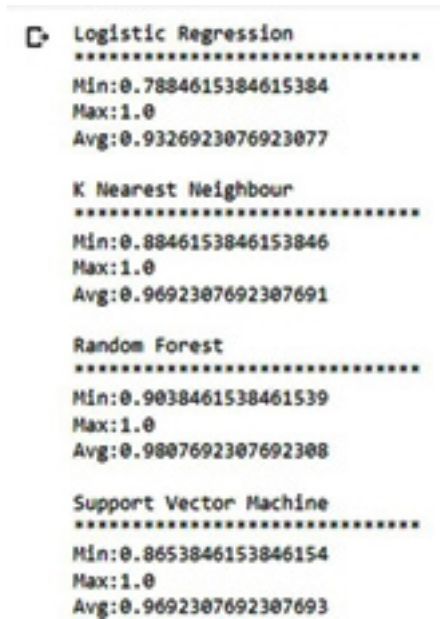 Logistic Regression
******************************
Min:0.7884615384615384
Max:1.0
Avg:0.9326923076923077
K Nearest Neighbour
******************************
Min:0.8846153846153846
Max:1.0
Avg:0.9692307692307691
Random Forest
******************************
Min:0.9038461538461539
Max:1.0
Avg:0.9807692307692308
Support Vector Machine
******************************
Min:0.8653846153846154
Max:1.0
Avg:0.9692307692307693